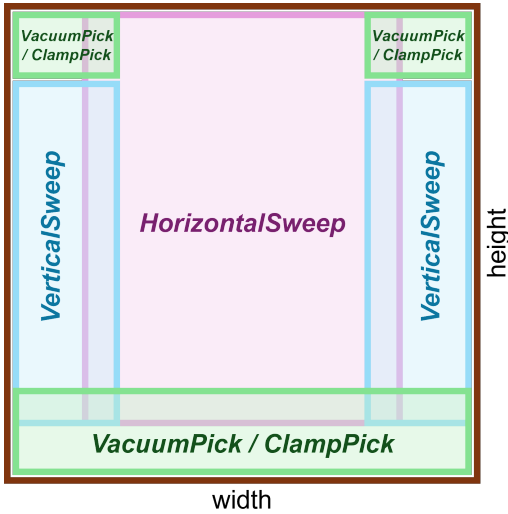 VacuumPick
/ ClampPick
VacuumPick
/ ClampPick
VerticalSweep
HorizontalSweep
VerticalSweep
height
VacuumPick / ClampPick
width